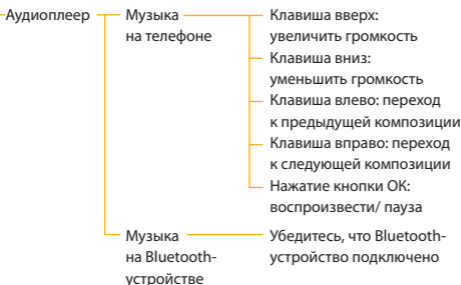 Аудиоплеер
Музыка
на телефоне
Клавиша вверх:
увеличить громкость
Клавиша вниз:
уменьшить громкость
Клавиша влево: переход
к предыдущей композиции
Клавиша вправо: переход
к следующей композиции
Нажатие кнопки OK:
воспроизвести/ пауза
Музыка
на Bluetooth-
устройстве
Убедитесь, что Bluetooth-
устройство подключено